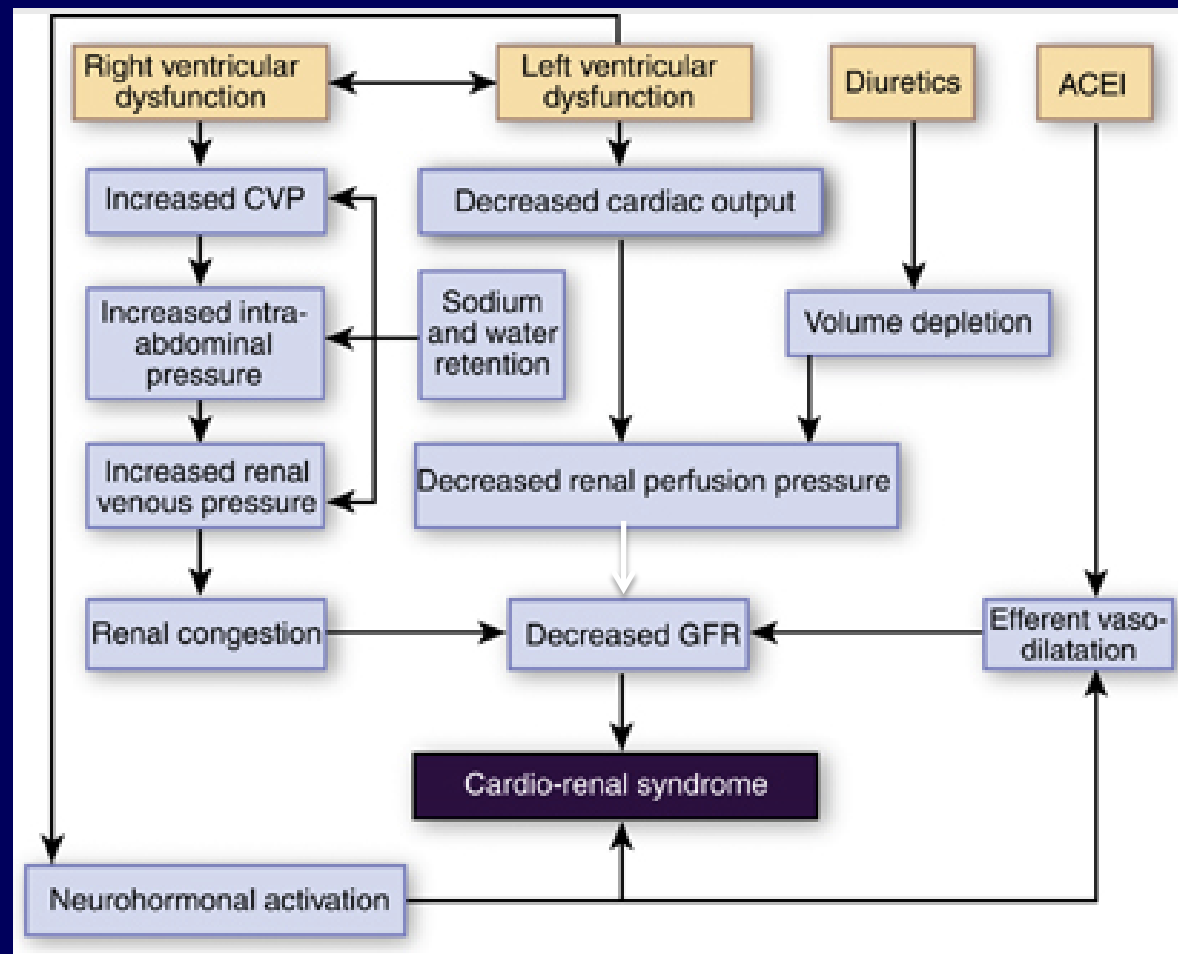 Right ventricular
dysfunction
Left ventricular
dysfunction
Diuretics
ACEI
Increased CVP
Decreased cardiac output
Increased intra-
abdominal
pressure
Sodium
and water
retention
Volume depletion
Increased renal
venous pressure
Decreased renal perfusion pressure
Renal congestion
Decreased GFR
Efferent vaso-
dilatation
Cardio-renal syndrome
Neurohormonal activation